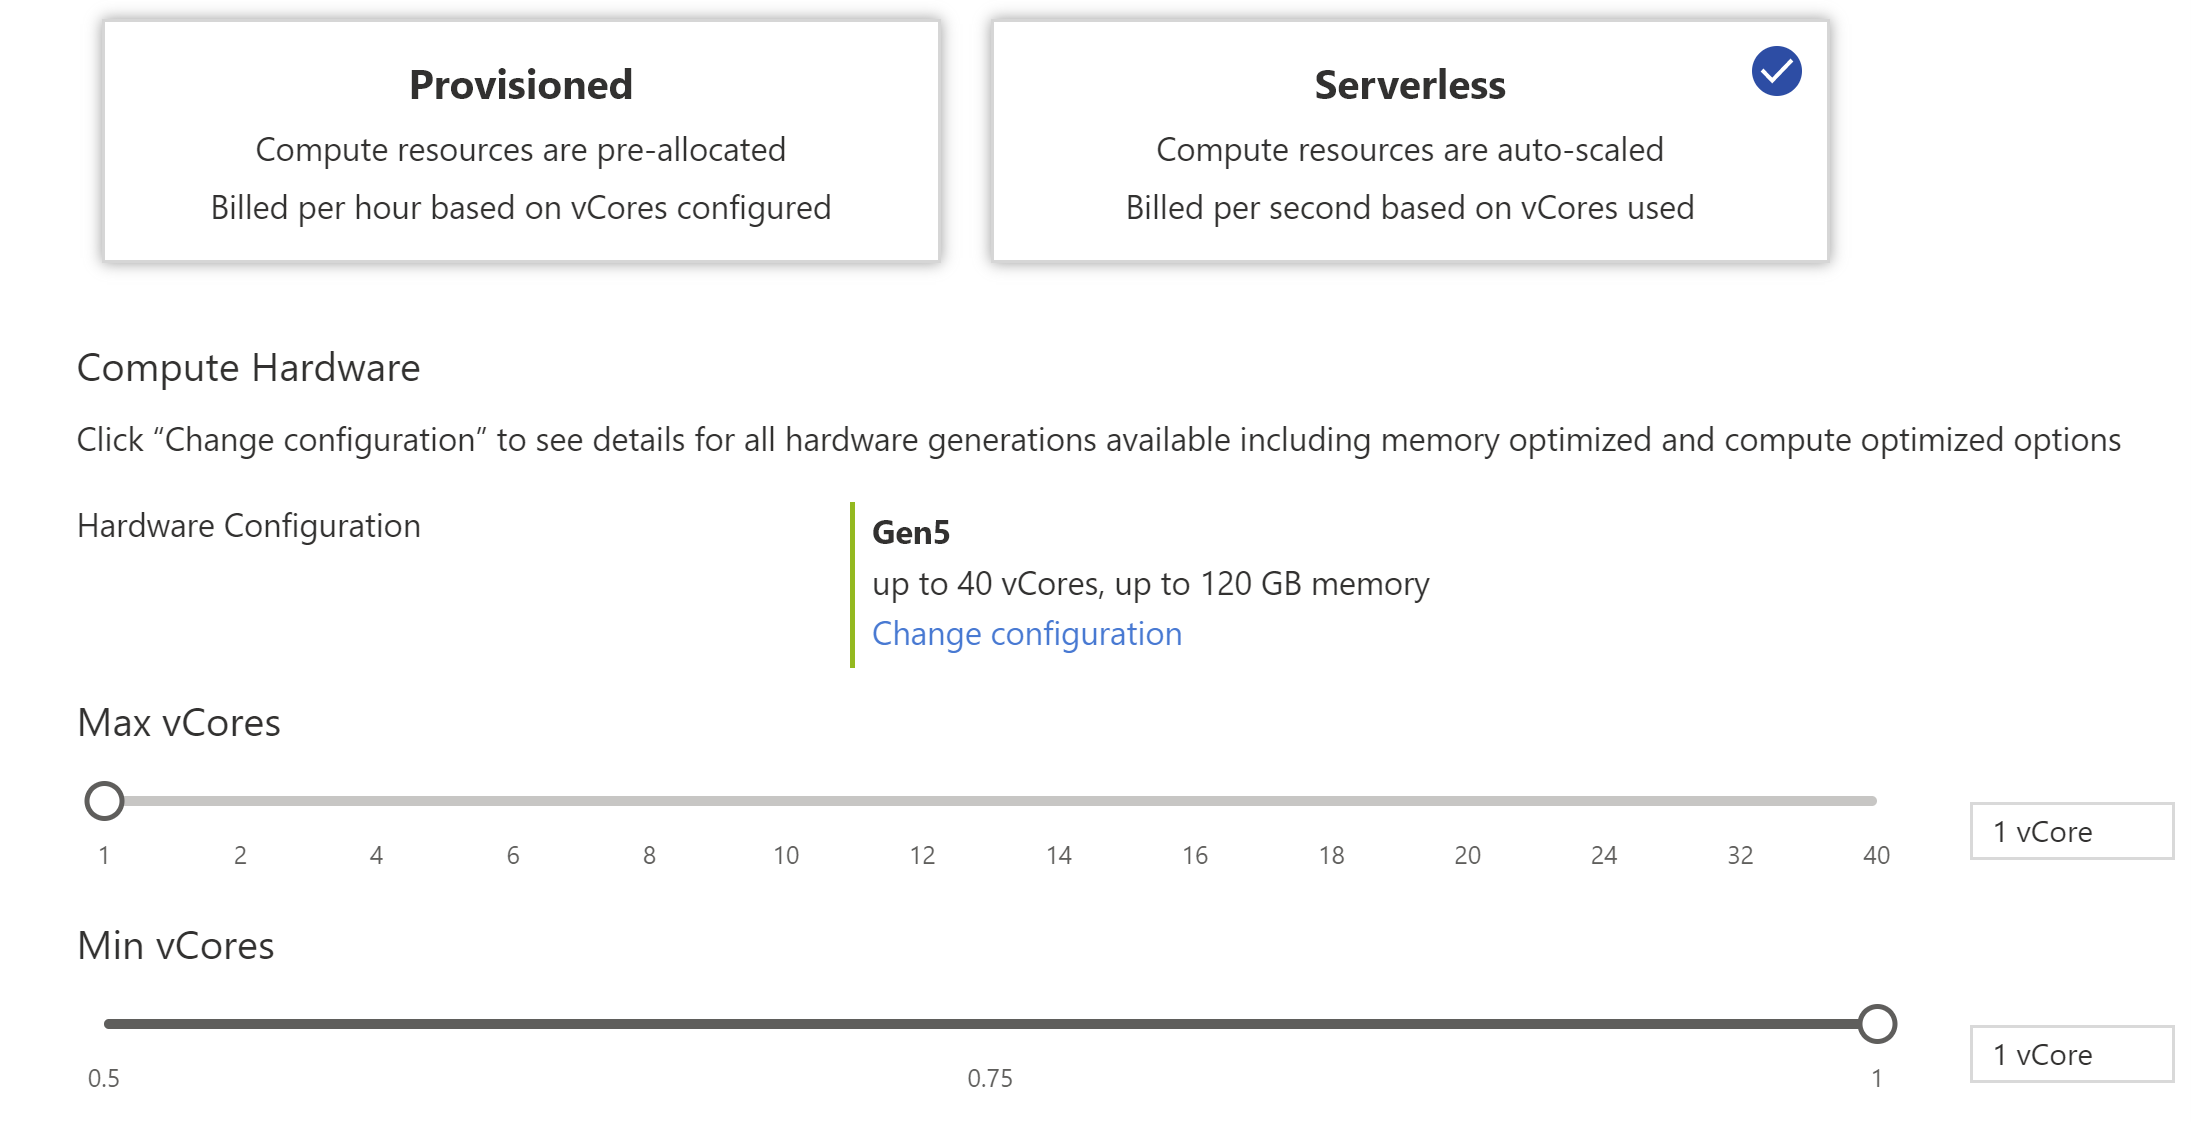 Provisioned
Compute resources are pre-allocated
Billed per hour based on vCores configured
Serverless
Compute resources are auto-scaled
Billed per second based on vCores used
Compute Hardware
Click “Change configuration” to see details for all hardware generations available including memory optimized and compute optimized options
Hardware Configuration
Gen5
up to 40 vCores, up to 120 GB memory
Change configuration
Max vCores
1 2 4 6 8 10 12 14 16 18 20 24 32 40
1 vCore
Min vCores
0.5 0.75 1
1 vCore